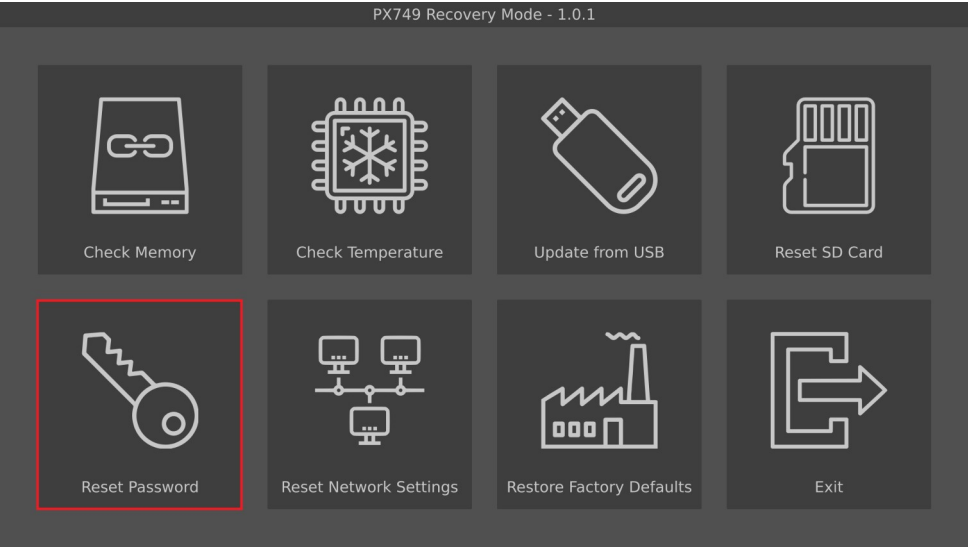 PX749 Recovery Mode - 1.0.1
Check Memory
Check Temperature
Update from USB
Reset SD Card
Reset Password
Reset Network Settings
Restore Factory Defaults
Exit